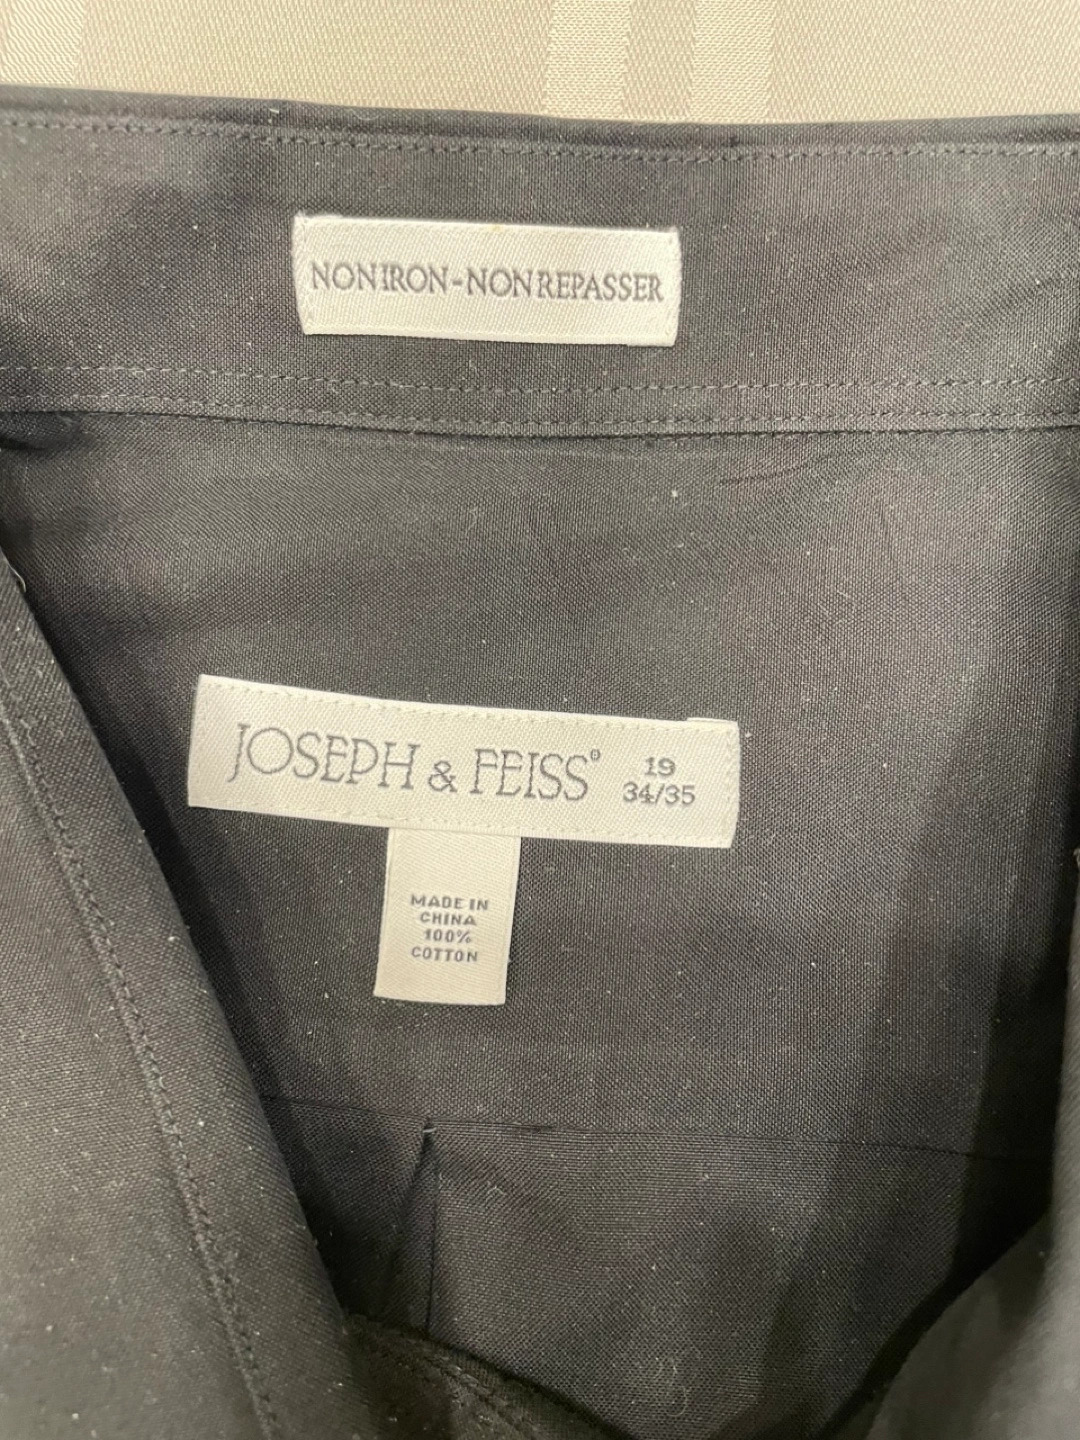 NONIRON-NONREPASSER
JOSEPH & FEISS® 19
34/35
MADE IN
CHINA
100%
COTTON